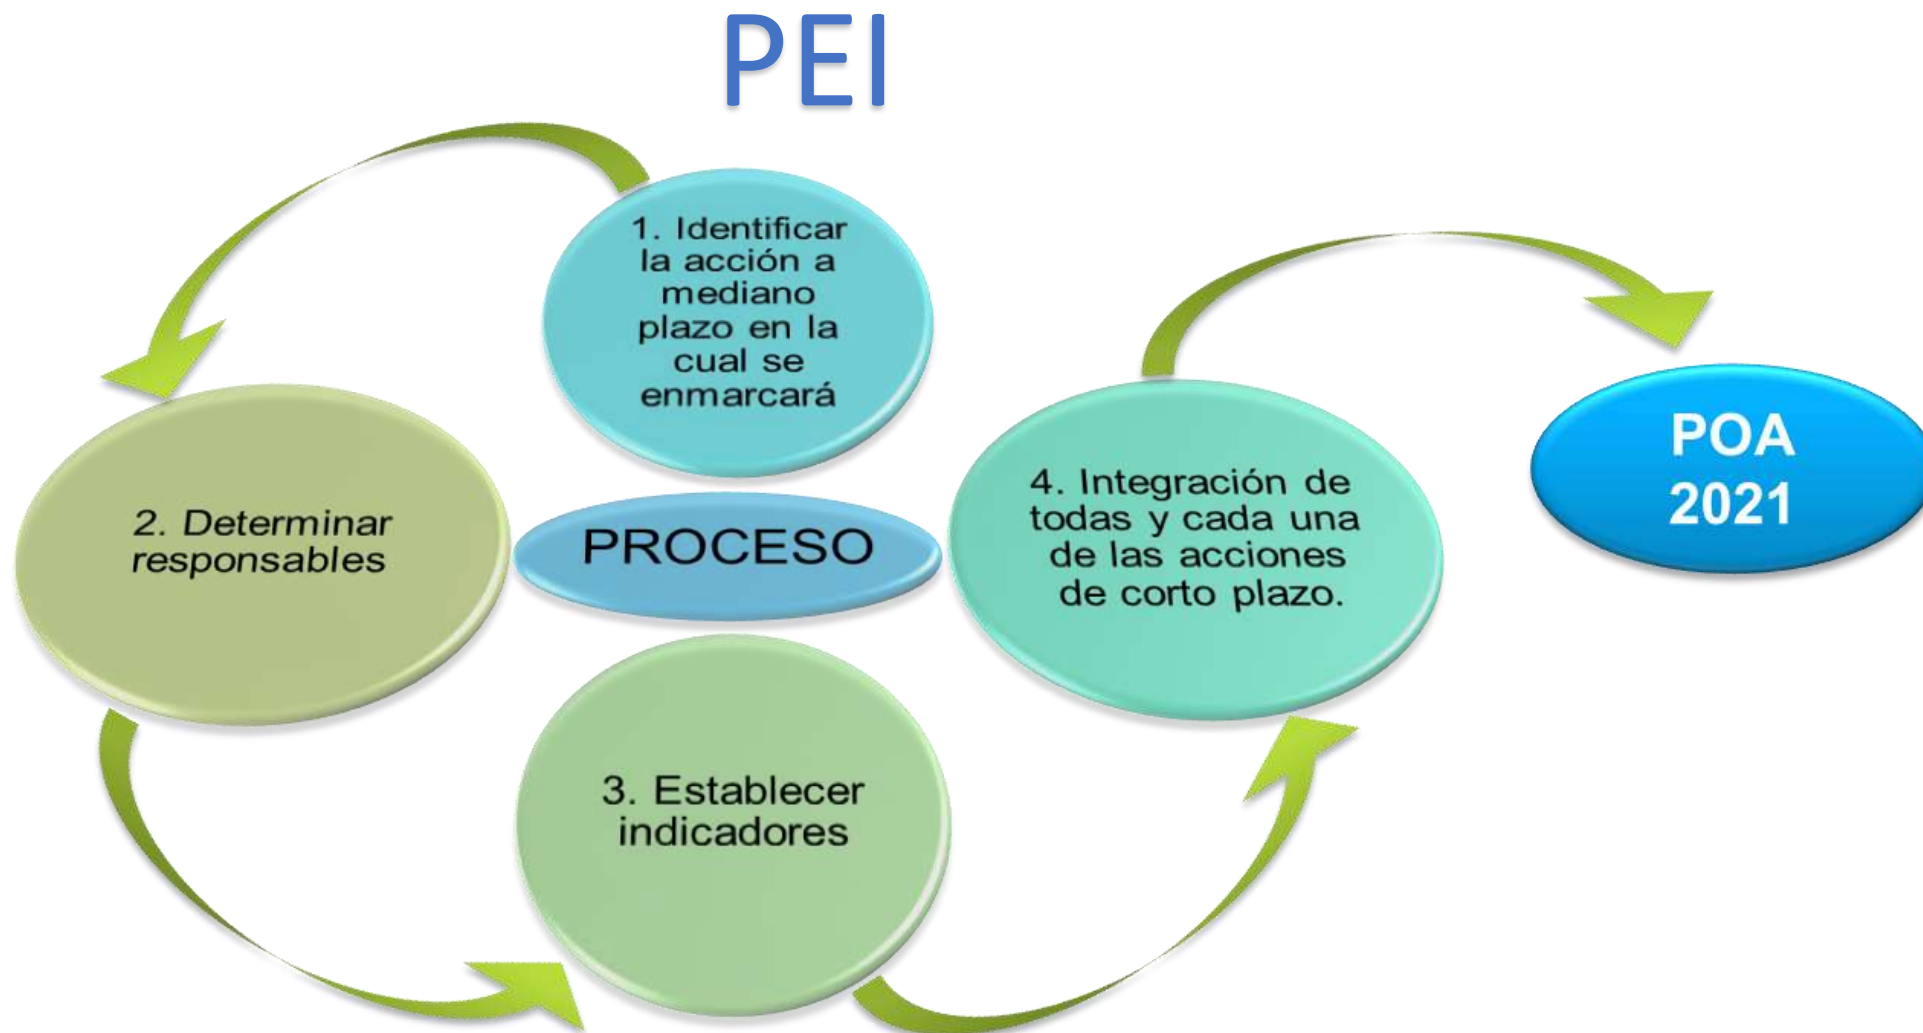 PEI
1. Identificar
la acción a
mediano
plazo en la
cual se
enmarcará
2. Determinar
responsables
PROCESO
3. Establecer
indicadores
4. Integración de
todas y cada una
de las acciones
de corto plazo.
POA
2021